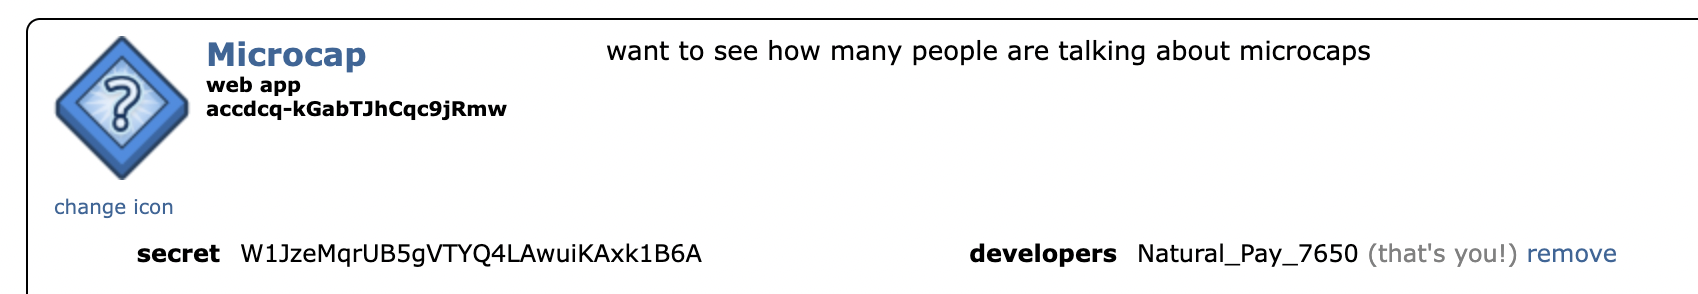 Microcap
want to see how many people are talking about microcaps
web app
accdcq-kGabTJhCqc9jRmw
change icon
secret W1JzeMqrUB5gVTYQ4LAwuiKAxk1B6A
developers Natural_Pay_7650 (that's you!) remove